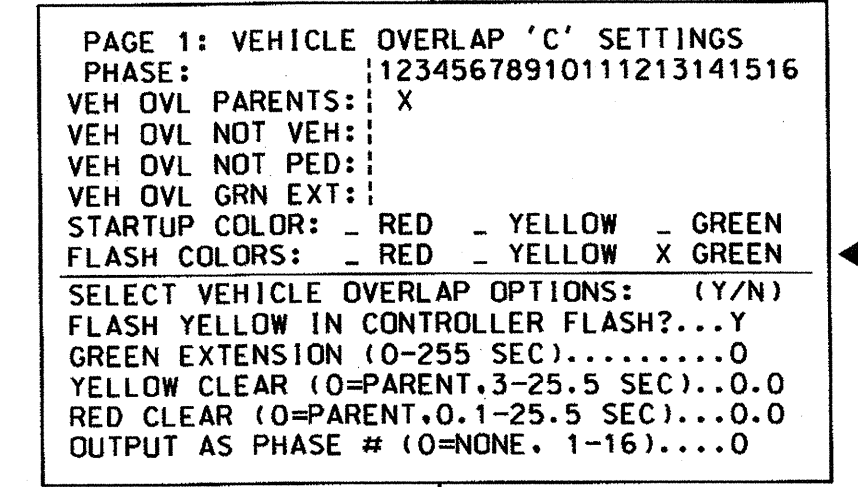 PAGE 1: VEHICLE OVERLAP 'C' SETTINGS
PHASE: ¦12345678910111213141516
VEH OVL PARENTS:¦ X
VEH OVL NOT VEH:¦
VEH OVL NOT PED:¦
VEH OVL GRN EXT:¦
STARTUP COLOR: _ RED _ YELLOW _ GREEN
FLASH COLORS: _ RED _ YELLOW X GREEN
SELECT VEHICLE OVERLAP OPTIONS: (Y/N)
FLASH YELLOW IN CONTROLLER FLASH?...Y
GREEN EXTENSION (0-255 SEC).........0
YELLOW CLEAR (0=PARENT,3-25.5 SEC)..0.0
RED CLEAR (0=PARENT,0.1-25.5 SEC)...0.0
OUTPUT AS PHASE # (0=NONE, 1-16)....0